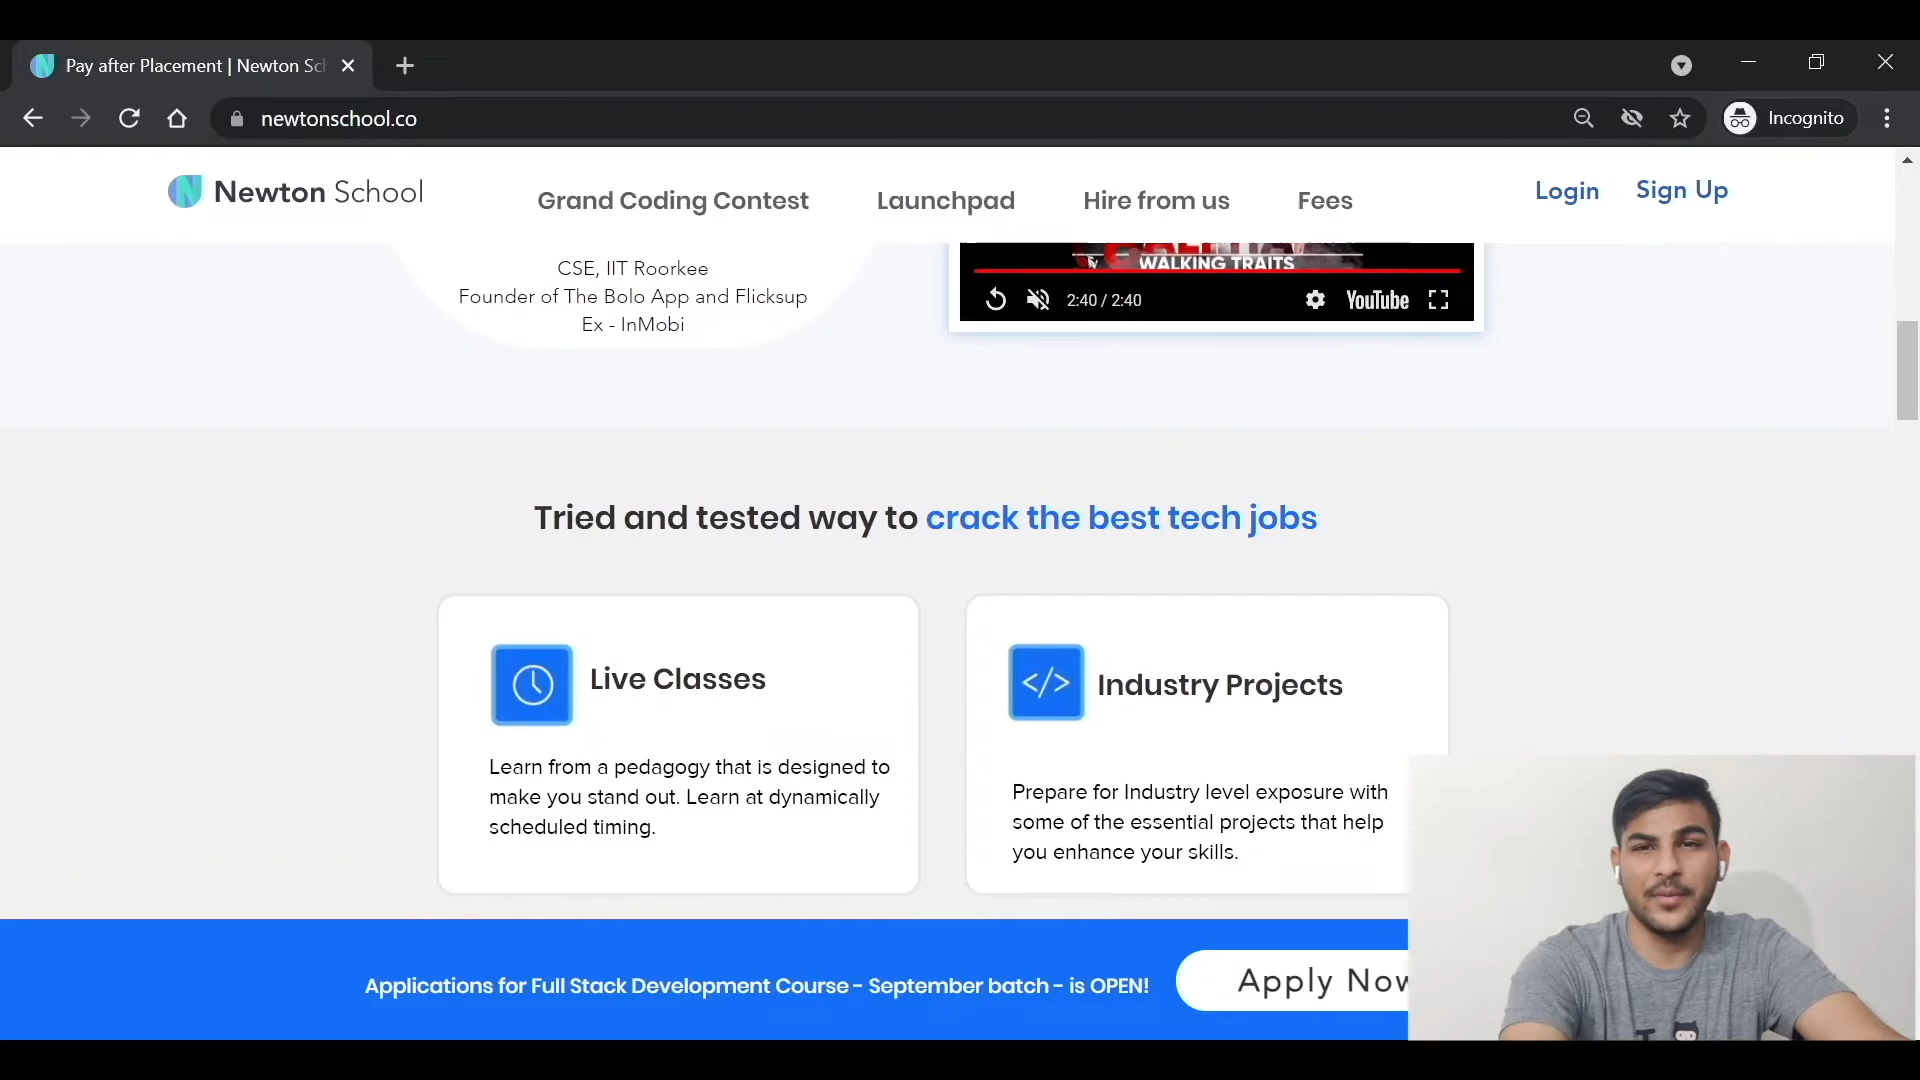 Pay after Placement | Newton Sch
newtonschool.co
Incognito
Newton School
Grand Coding Contest
Launchpad
Hire from us
Fees
Login
Sign Up
CSE, IIT Roorkee
Founder of The Bolo App and Flicksup
Ex - InMobi
WALKING TRAITS
2:40 / 2:40
YouTube
Tried and tested way to crack the best tech jobs
Live Classes
Learn from a pedagogy that is designed to
make you stand out. Learn at dynamically
scheduled timing.
Industry Projects
Prepare for Industry level exposure with
some of the essential projects that help
you enhance your skills.
Applications for Full Stack Development Course - September batch - is OPEN!
Apply Now